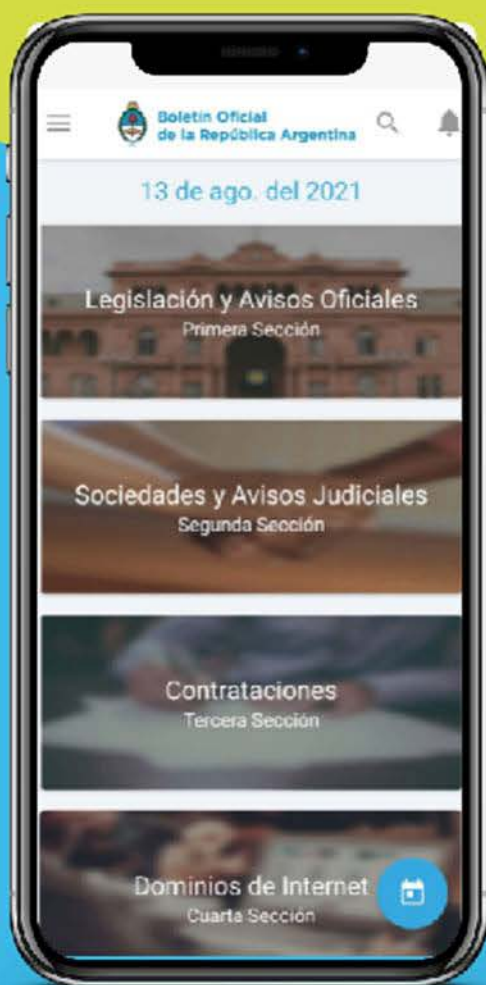 Boletín Oficial
de la República Argentina
13 de ago. del 2021
Legislación y Avisos Oficiales
Primera Sección
Sociedades y Avisos Judiciales
Segunda Sección
Contrataciones
Tercera Sección
Dominios de Internet
Cuarta Sección